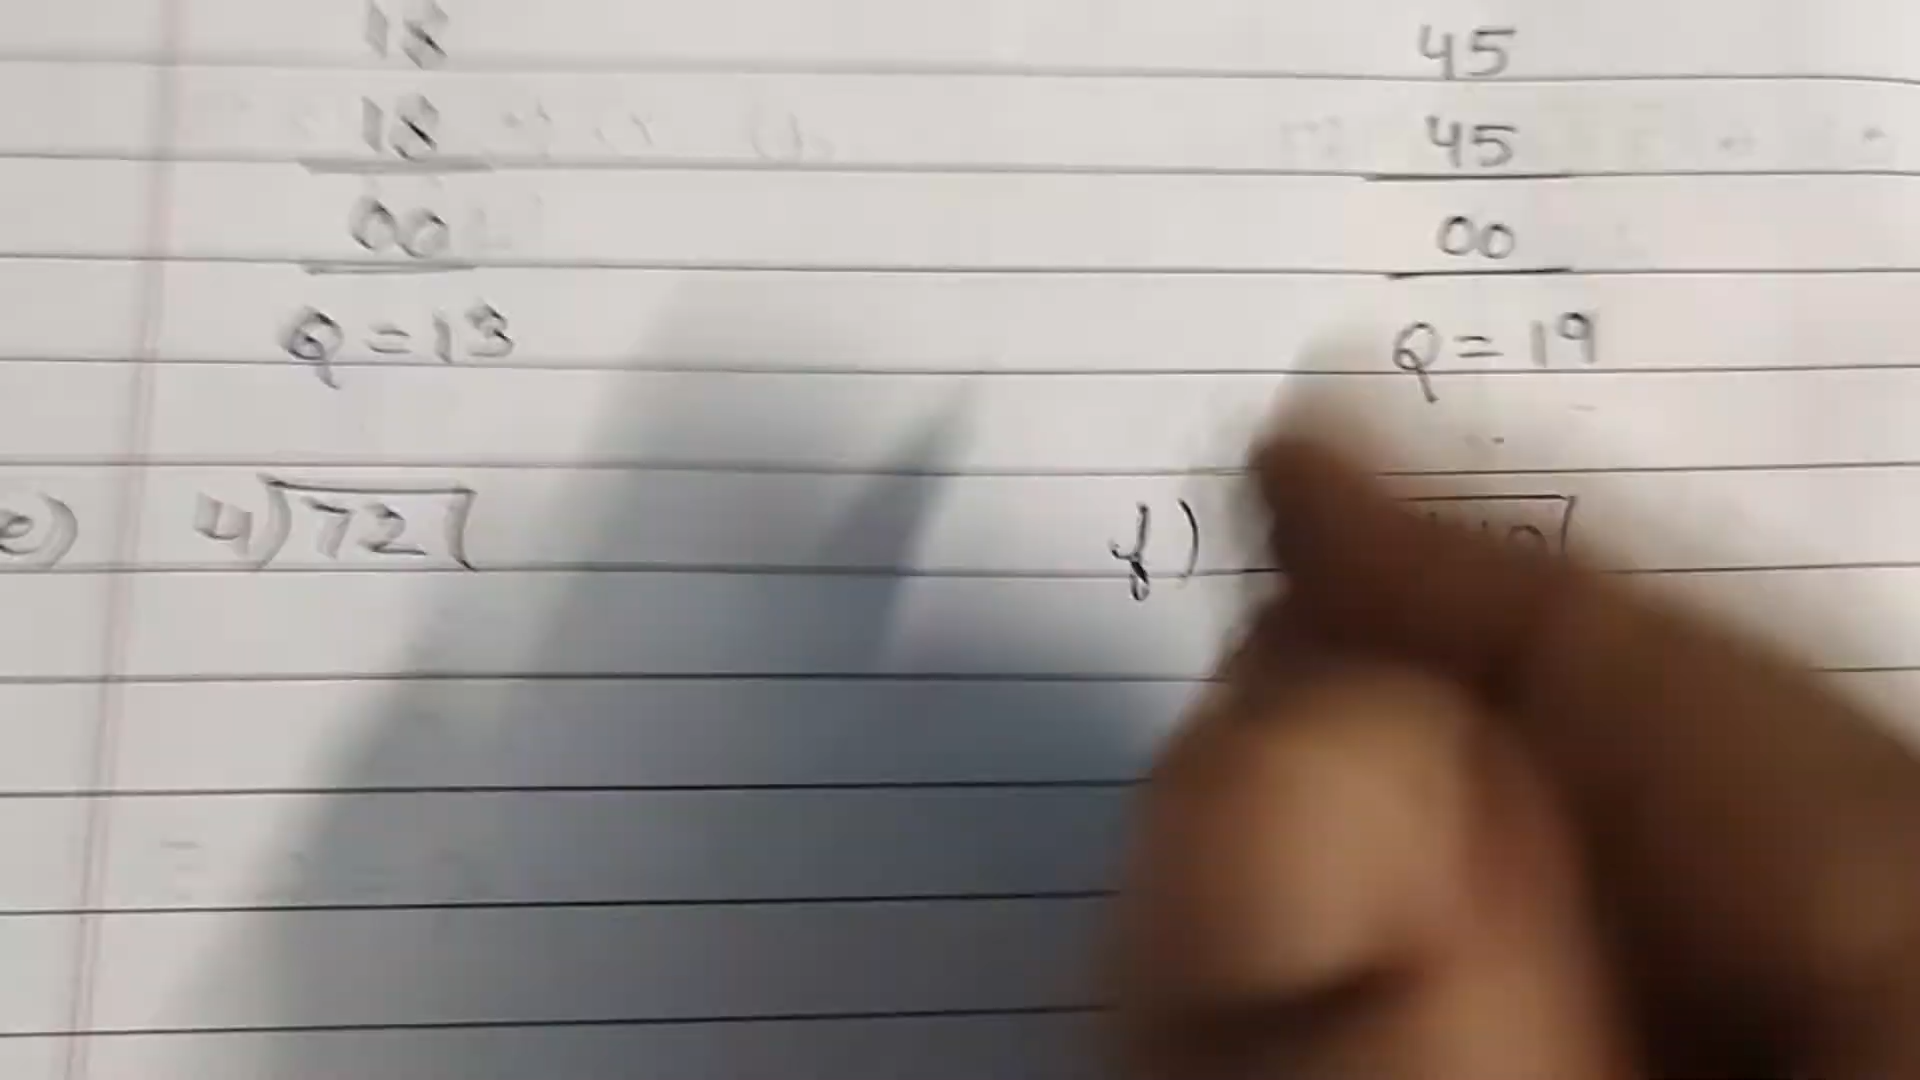 18
18
00
Q = 13
45
45
00
Q = 19
e) 4)72(
f)